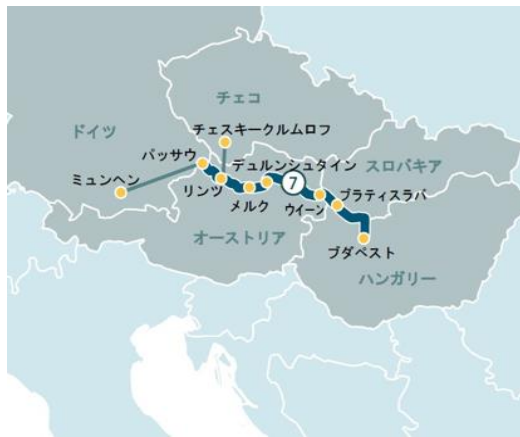 チェコ
ドイツ
チェスキークルムロフ
パッサウ
デュルンシュタイン
スロバキア
ミュンヘン
リンツ
メルク
7
ウイーン
ブラティスラバ
オーストリア
ブダペスト
ハンガリー